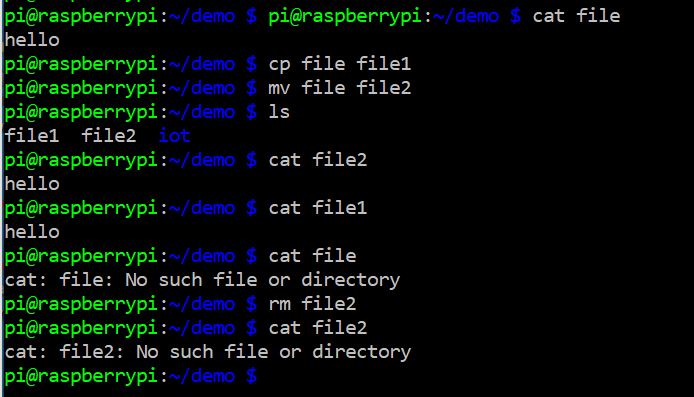 pi@raspberrypi:~/demo $ pi@raspberrypi:~/demo $ cat file
hello
pi@raspberrypi:~/demo $ cp file file1
pi@raspberrypi:~/demo $ mv file file2
pi@raspberrypi:~/demo $ ls
file1  file2  iot
pi@raspberrypi:~/demo $ cat file2
hello
pi@raspberrypi:~/demo $ cat file1
hello
pi@raspberrypi:~/demo $ cat file
cat: file: No such file or directory
pi@raspberrypi:~/demo $ rm file2
pi@raspberrypi:~/demo $ cat file2
cat: file2: No such file or directory
pi@raspberrypi:~/demo $